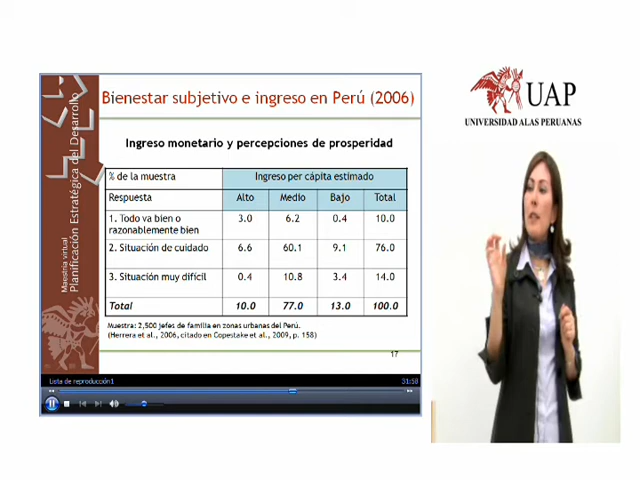 Bienestar subjetivo e ingreso en Perú (2006)
Ingreso monetario y percepciones de prosperidad
% de la muestra Ingreso per cápita estimado
Respuesta Alto Medio Bajo Total
1. Todo va bien o razonablemente bien 3.0 6.2 0.4 10.0
2. Situación de cuidado 6.6 60.1 9.1 76.0
3. Situación muy difícil 0.4 10.8 3.4 14.0
Total 10.0 77.0 13.0 100.0
Muestra: 2,500 jefes de familia en zonas urbanas del Perú.
(Herrera et al., 2006, citado en Copestake et al., 2009, p. 158)
17
Maestría virtual
Planificación Estratégica del Desarrollo
Lista de reproducción1 31:58
UAP
UNIVERSIDAD ALAS PERUANAS